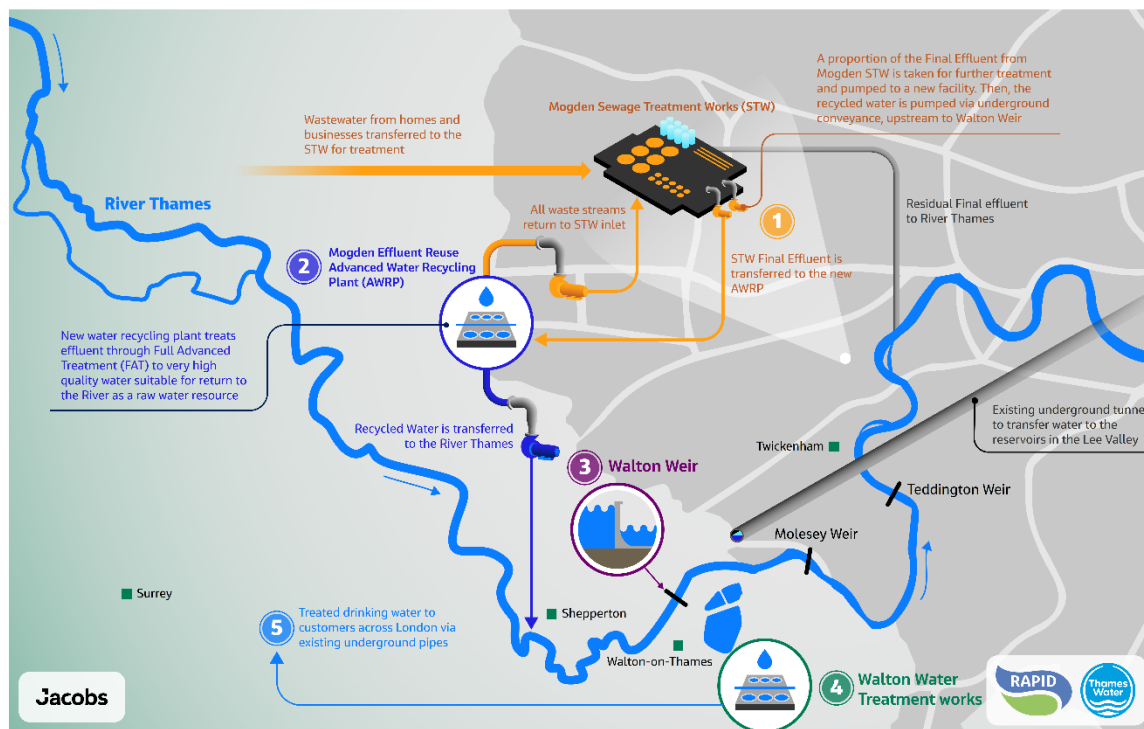 A proportion of the Final Effluent from
Mogden STW is taken for further treatment
and pumped to a new facility. Then, the
recycled water is pumped via underground
conveyance, upstream to Walton Weir
Mogden Sewage Treatment Works (STW)
Wastewater from homes and
businesses transferred to the
STW for treatment
River Thames
All waste streams
return to STW inlet
1
Residual Final effluent
to River Thames
2
Mogden Effluent Reuse
Advanced Water Recycling
Plant (AWRP)
STW Final Effluent is
transferred to the new
AWRP
New water recycling plant treats
effluent through Full Advanced
Treatment (FAT) to very high
quality water suitable for return to
the River as a raw water resource
Recycled Water is transferred
to the River Thames
Existing underground tunne
to transfer water to the
reservoirs in the Lee Valley
Twickenham
3
Walton Weir
Teddington Weir
Molesey Weir
Surrey
5
Treated drinking water to
customers across London via
existing underground pipes
Shepperton
Walton-on-Thames
4
Walton Water
Treatment works
Jacobs
RAPID
Thames
Water